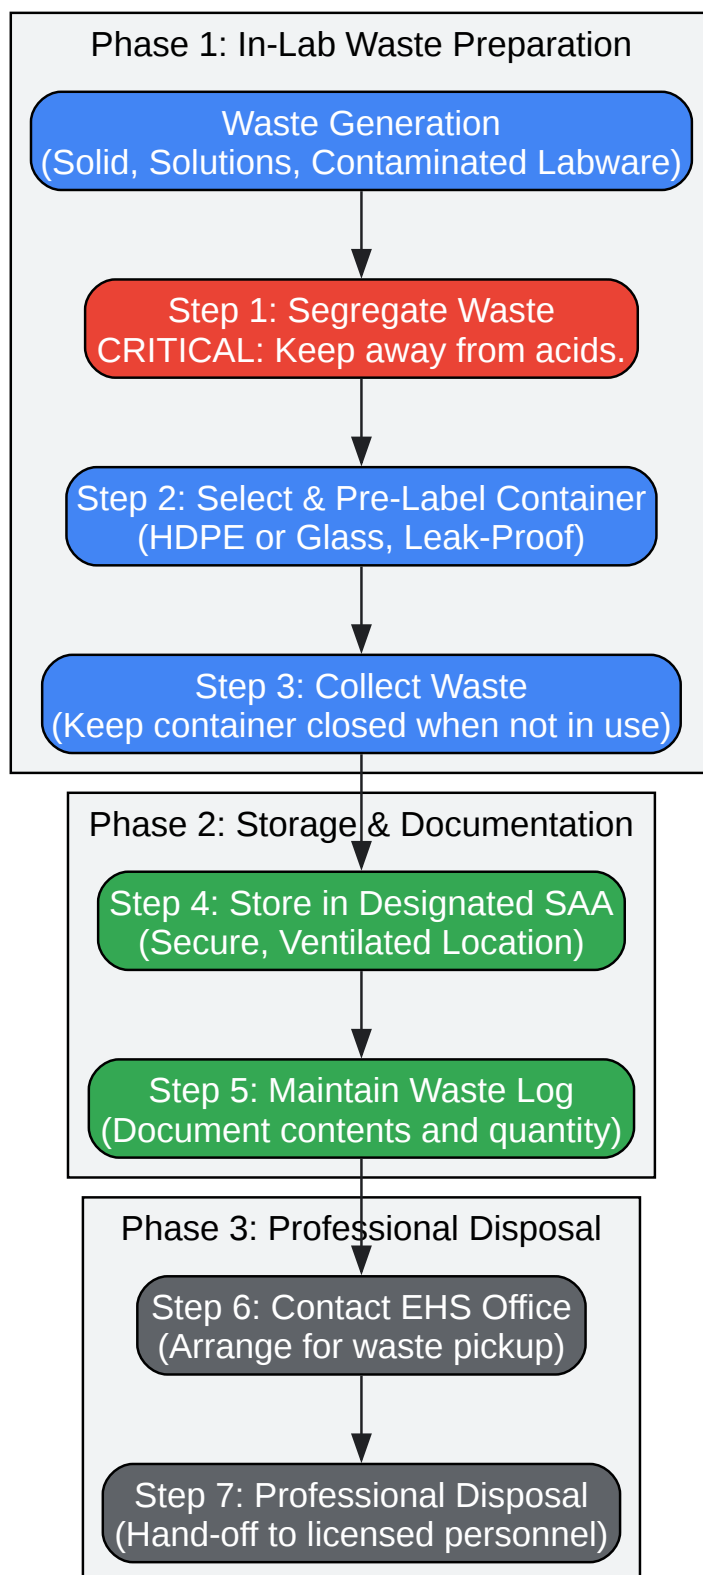 Phase 1: In-Lab Waste Preparation
Waste Generation
(Solid, Solutions, Contaminated Labware)
Step 1: Segregate Waste
CRITICAL: Keep away from acids.
Step 2: Select & Pre-Label Container
(HDPE or Glass, Leak-Proof)
Step 3: Collect Waste
(Keep container closed when not in use)
Phase 2: Storage & Documentation
Step 4: Store in Designated SAA
(Secure, Ventilated Location)
Step 5: Maintain Waste Log
(Document contents and quantity)
Phase 3: Professional Disposal
Step 6: Contact EHS Office
(Arrange for waste pickup)
Step 7: Professional Disposal
(Hand-off to licensed personnel)